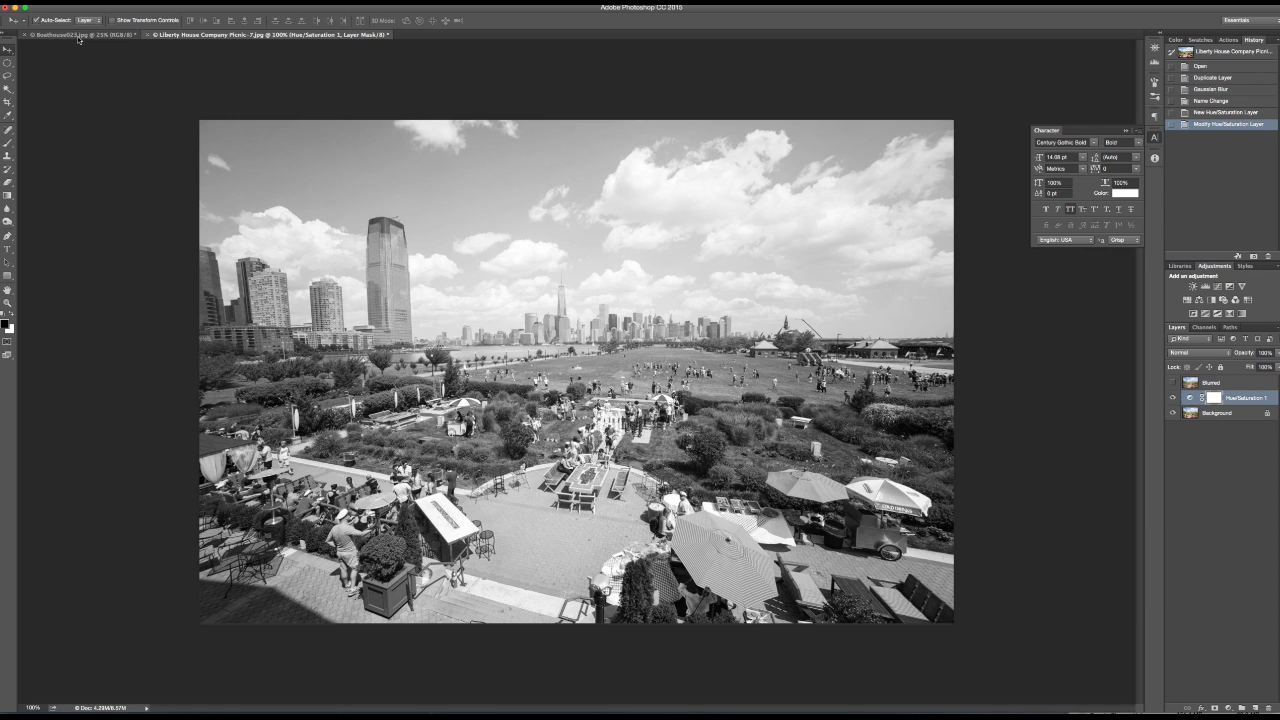 Adobe Photoshop CC 2015
Auto-Select: Layer Show Transform Controls 3D Mode: Essentials
× © Boathouse023.jpg @ 25% (RGB/8) * × © Liberty House Company Picnic-7.jpg @ 100% (Hue/Saturation 1, Layer Mask/8) *
Color Swatches Actions History
Liberty House Company Picni...
Open
Duplicate Layer
Gaussian Blur
Name Change
New Hue/Saturation Layer
Modify Hue/Saturation Layer
Character
Century Gothic Bold Bold
14.08 pt (Auto)
Metrics 0
100% 100%
0 pt Color:
English: USA Crisp
Libraries Adjustments Styles
Add an adjustment
Layers Channels Paths
Kind
Normal Opacity: 100%
Lock: Fill: 100%
Blurred
Hue/Saturation 1
Background
COLD DRINKS
100% Doc: 4.29M/8.57M